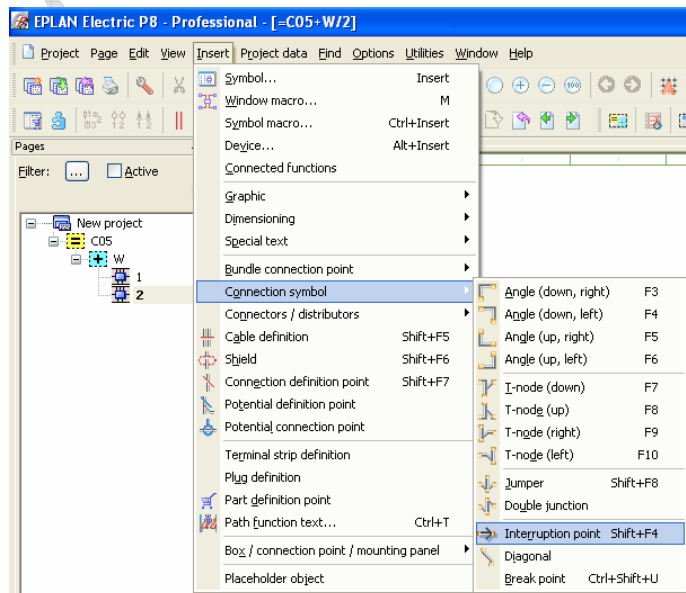 EPLAN Electric P8 - Professional - [=C05+W/2]
Project Page Edit View Insert Project data Find Options Utilities Window Help
Symbol... Insert
Window macro... M
Symbol macro... Ctrl+Insert
Device... Alt+Insert
Connected functions
Graphic
Dimensioning
Special text
Bundle connection point
Connection symbol
Connectors / distributors
Cable definition Shift+F5
Shield Shift+F6
Connection definition point Shift+F7
Potential definition point
Potential connection point
Terminal strip definition
Plug definition
Part definition point
Path function text... Ctrl+T
Box / connection point / mounting panel
Placeholder object
Pages
Filter: ... Active
New project
C05
W
1
2
Angle (down, right) F3
Angle (down, left) F4
Angle (up, right) F5
Angle (up, left) F6
T-node (down) F7
T-node (up) F8
T-node (right) F9
T-node (left) F10
Jumper Shift+F8
Double junction
Interruption point Shift+F4
Diagonal
Break point Ctrl+Shift+U